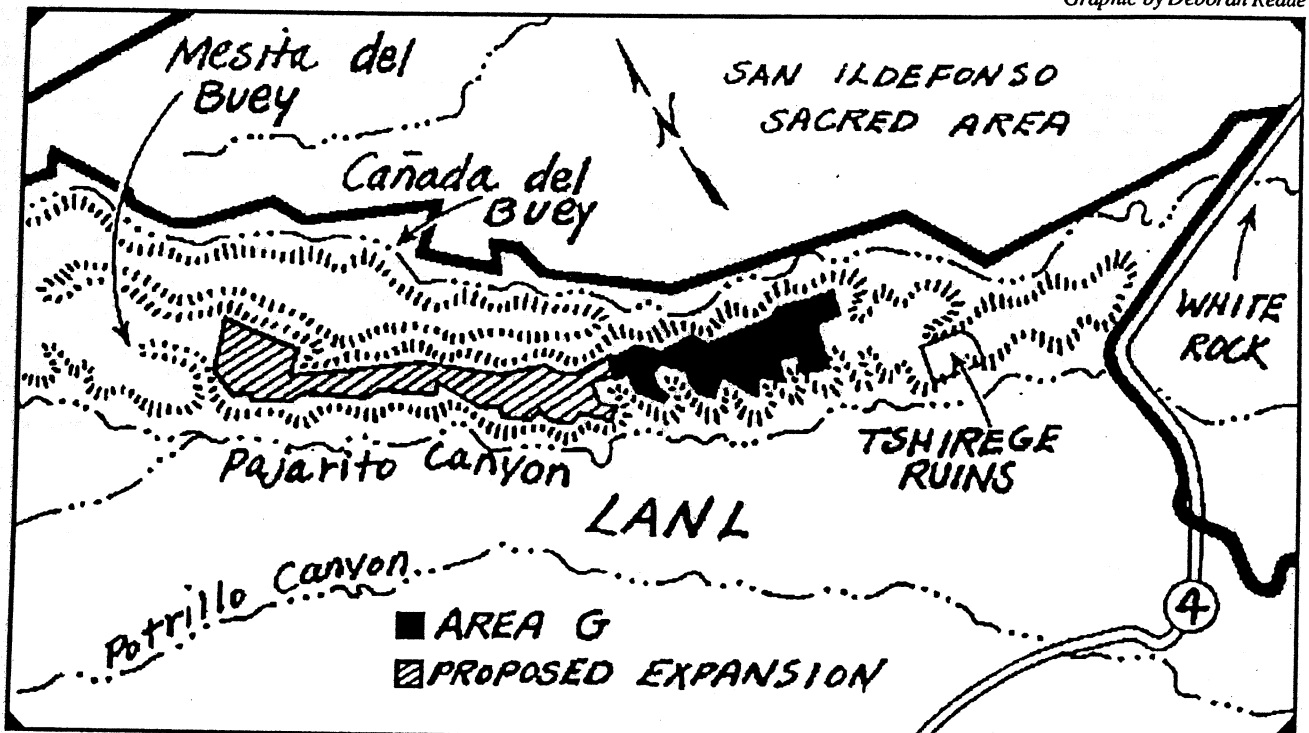 Graphic by Deborah Reade
Mesita del
Buey
SAN ILDEFONSO
SACRED AREA
N
Cañada del
Buey
WHITE
ROCK
TSHIREGE
RUINS
Pajarito Canyon
LANL
Potrillo Canyon
4
AREA G
PROPOSED EXPANSION